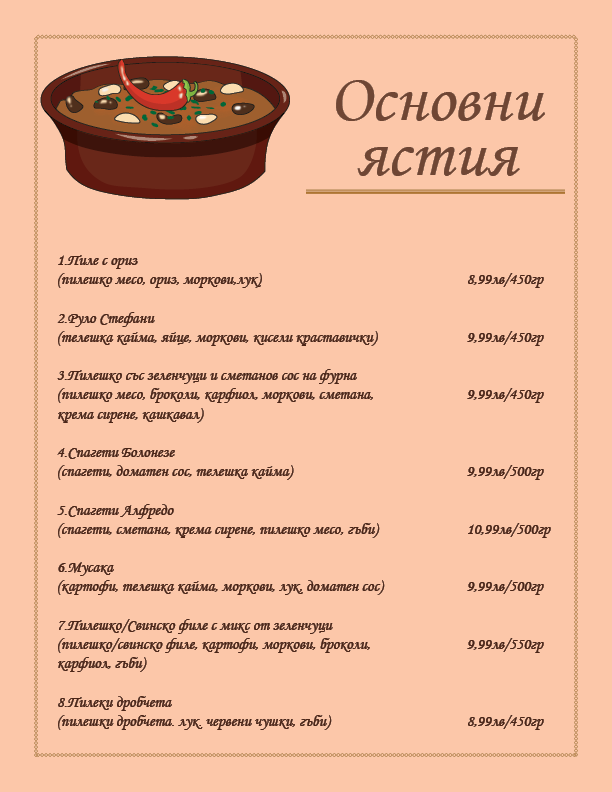 Основни
ястия
1.Пиле с ориз
(пилешко месо, ориз, моркови,лук) 8,99лв/450гр
2.Руло Стефани
(телешка кайма, яйце, моркови, кисели краставички) 9,99лв/450гр
3.Пилешко със зеленчуци и сметанов сос на фурна
(пилешко месо, броколи, карфиол, моркови, сметана, 9,99лв/450гр
крема сирене, кашкавал)
4.Спагети Болонезе
(спагети, доматен сос, телешка кайма) 9,99лв/500гр
5.Спагети Алфредо
(спагети, сметана, крема сирене, пилешко месо, гъби) 10,99лв/500гр
6.Мусака
(картофи, телешка кайма, моркови, лук, доматен сос) 9,99лв/500гр
7.Пилешко/Свинско филе с микс от зеленчуци
(пилешко/свинско филе, картофи, моркови, броколи, 9,99лв/550гр
карфиол, гъби)
8.Пилеки дробчета
(пилешки дробчета. лук, червени чушки, гъби) 8,99лв/450гр